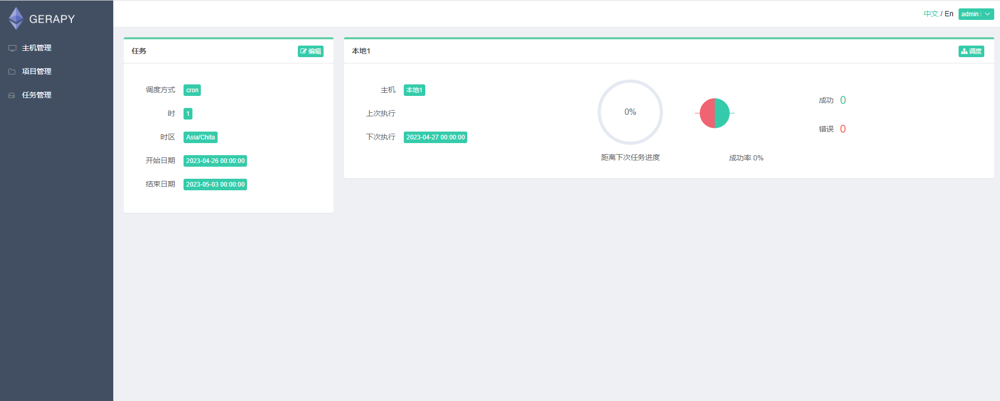 GERAPY
中文 / En admin
主机管理
项目管理
任务管理
任务 编辑
调度方式 cron
时 1
时区 Asia/Chita
开始日期 2023-04-26 00:00:00
结束日期 2023-05-03 00:00:00
本地1 调度
主机 本地1
上次执行
下次执行 2023-04-27 00:00:00
0%
距离下次任务进度
成功率 0%
成功 0
错误 0